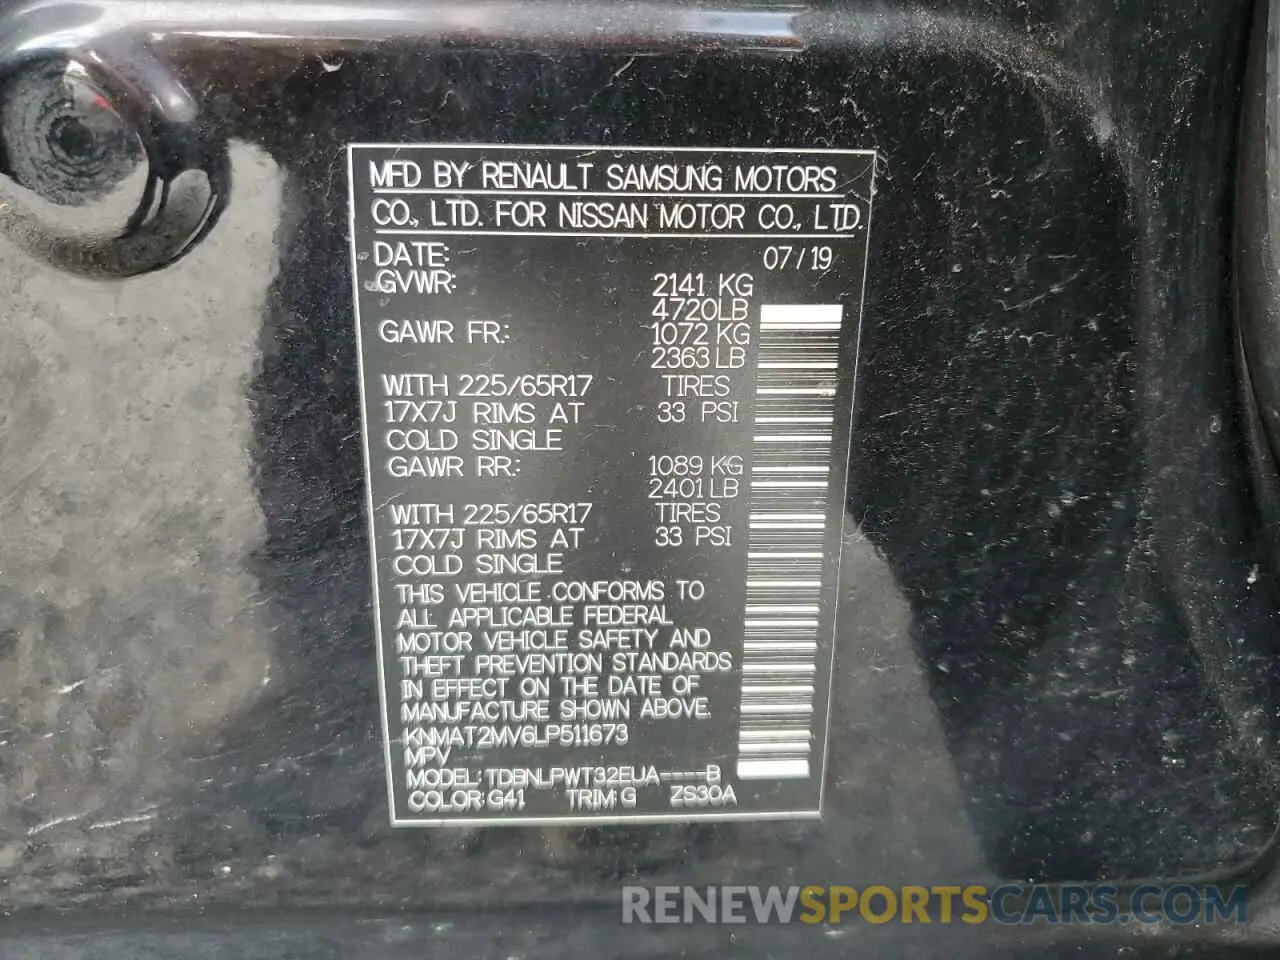 MFD BY RENAULT SAMSUNG MOTORS
CO., LTD. FOR NISSAN MOTOR CO., LTD.
DATE: 07/19
GVWR: 2141 KG
4720LB
GAWR FR: 1072 KG
2363 LB
WITH 225/65R17 TIRES
17X7J RIMS AT 33 PSI
COLD SINGLE
GAWR RR: 1089 KG
2401 LB
WITH 225/65R17 TIRES
17X7J RIMS AT 33 PSI
COLD SINGLE
THIS VEHICLE CONFORMS TO
ALL APPLICABLE FEDERAL
MOTOR VEHICLE SAFETY AND
THEFT PREVENTION STANDARDS
IN EFFECT ON THE DATE OF
MANUFACTURE SHOWN ABOVE.
KNMAT2MV6LP511673
MPV
MODEL: TDBNLPWT32EUA----B
COLOR: G41 TRIM: G ZS30A
RENEWSPORTSCARS.COM